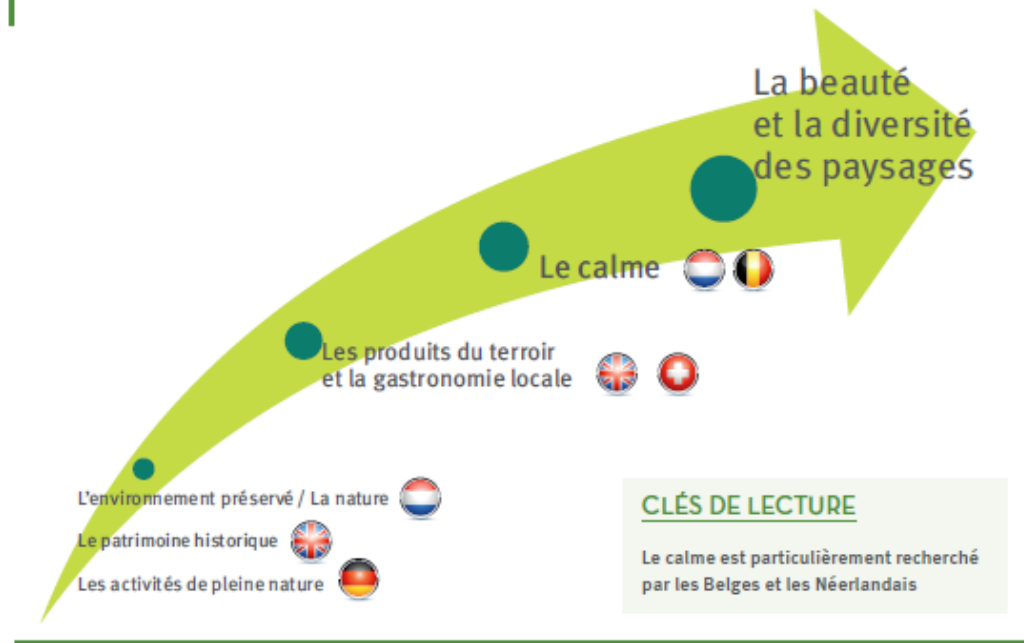 La beauté
et la diversité
des paysages
Le calme
Les produits du terroir
et la gastronomie locale
L'environnement préservé / La nature
Le patrimoine historique
Les activités de pleine nature
CLÉS DE LECTURE
Le calme est particulièrement recherché
par les Belges et les Néerlandais